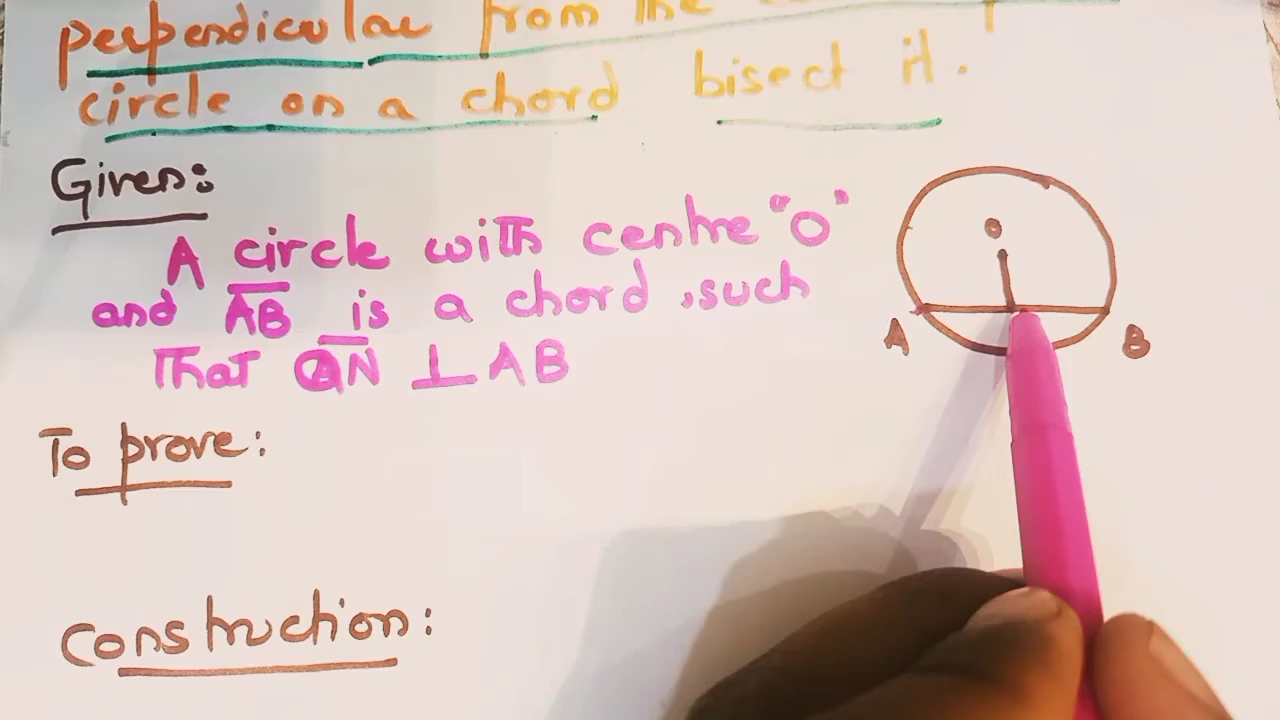 perpendicular from the
circle on a chord bisect it.
Given:
A circle with centre "O"
and AB is a chord, such
that ON ⊥ AB
To prove:
Construction:
O
A
B